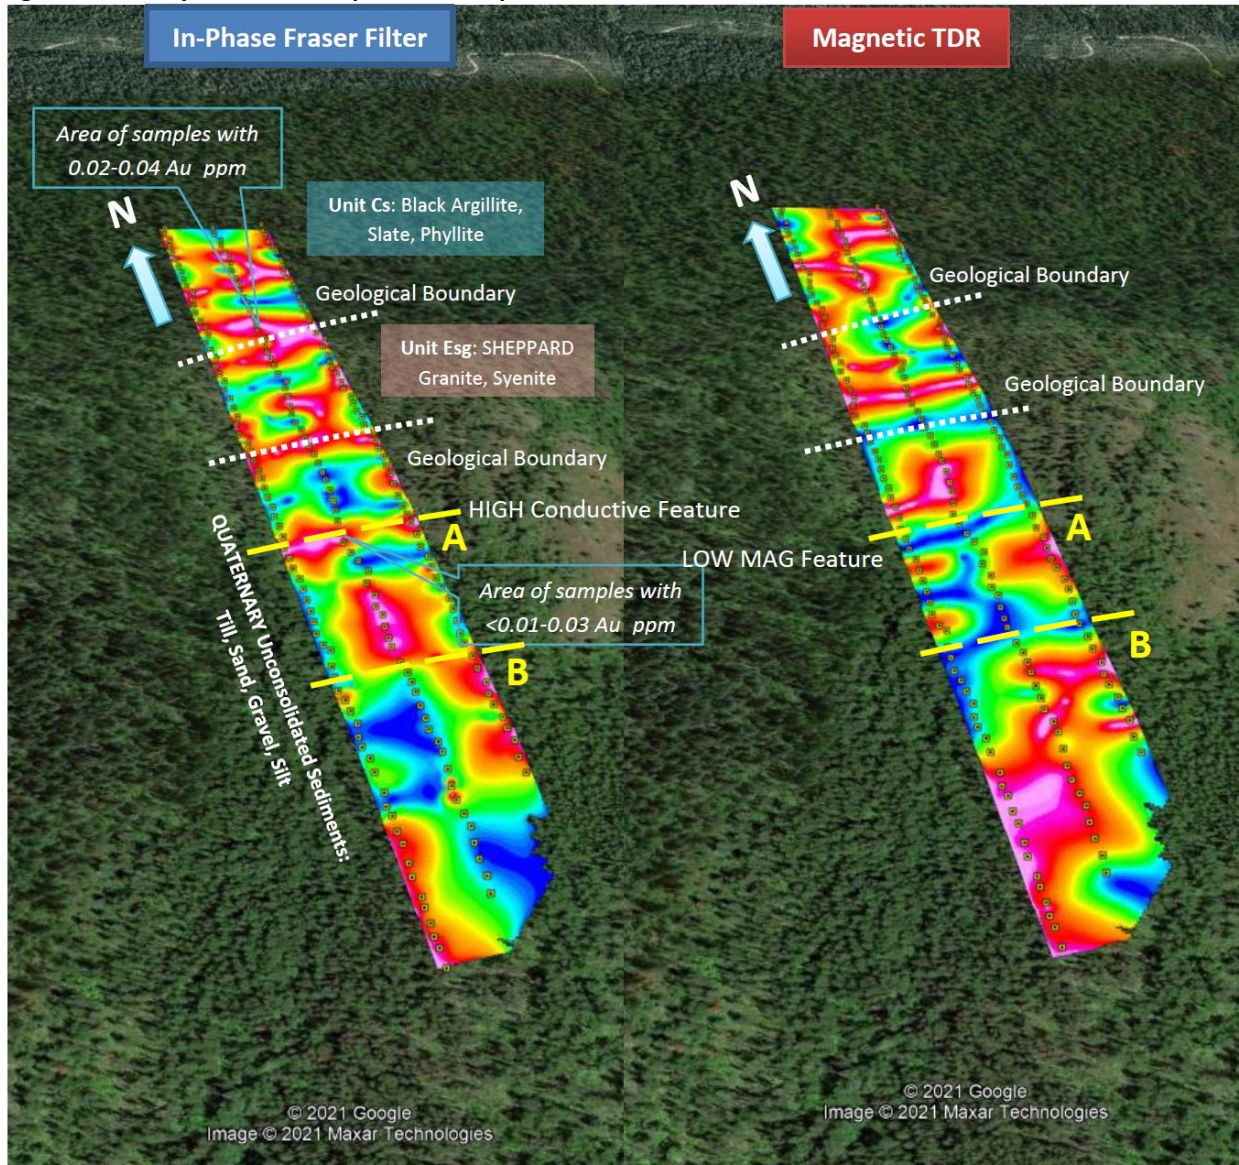 In-Phase Fraser Filter
Magnetic TDR
Area of samples with
0.02-0.04 Au ppm
N
Unit Cs: Black Argillite,
Slate, Phyllite
Geological Boundary
Unit Esg: SHEPPARD
Granite, Syenite
Geological Boundary
HIGH Conductive Feature
A
Area of samples with
<0.01-0.03 Au ppm
B
QUATERNARY Unconsolidated Sediments:
Till, Sand, Gravel, Silt
© 2021 Google
Image © 2021 Maxar Technologies
N
Geological Boundary
Geological Boundary
A
LOW MAG Feature
B
© 2021 Google
Image © 2021 Maxar Technologies